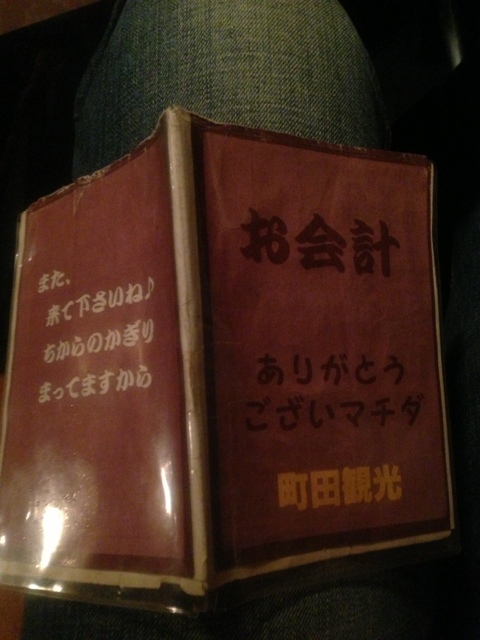 また、
来て下さいね♪
ちからのかぎり
まってますから
お会計
ありがとう
ございマチダ
町田観光